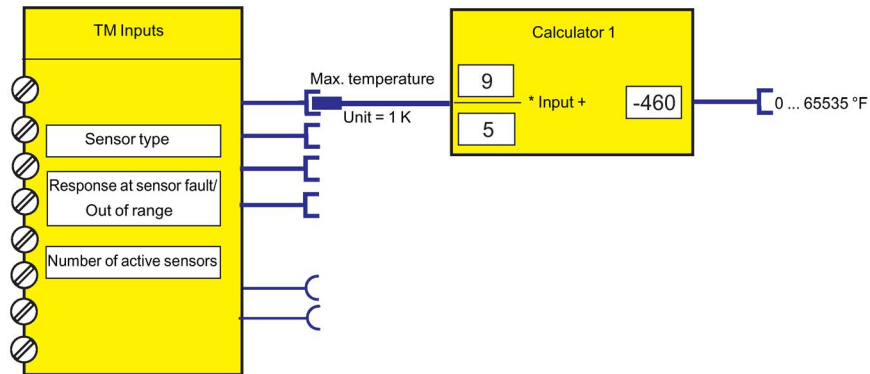 TM Inputs
Sensor type
Response at sensor fault/
Out of range
Number of active sensors
Max. temperature
Unit = 1 K
Calculator 1
9
5
* Input +
-460
0 ... 65535 °F